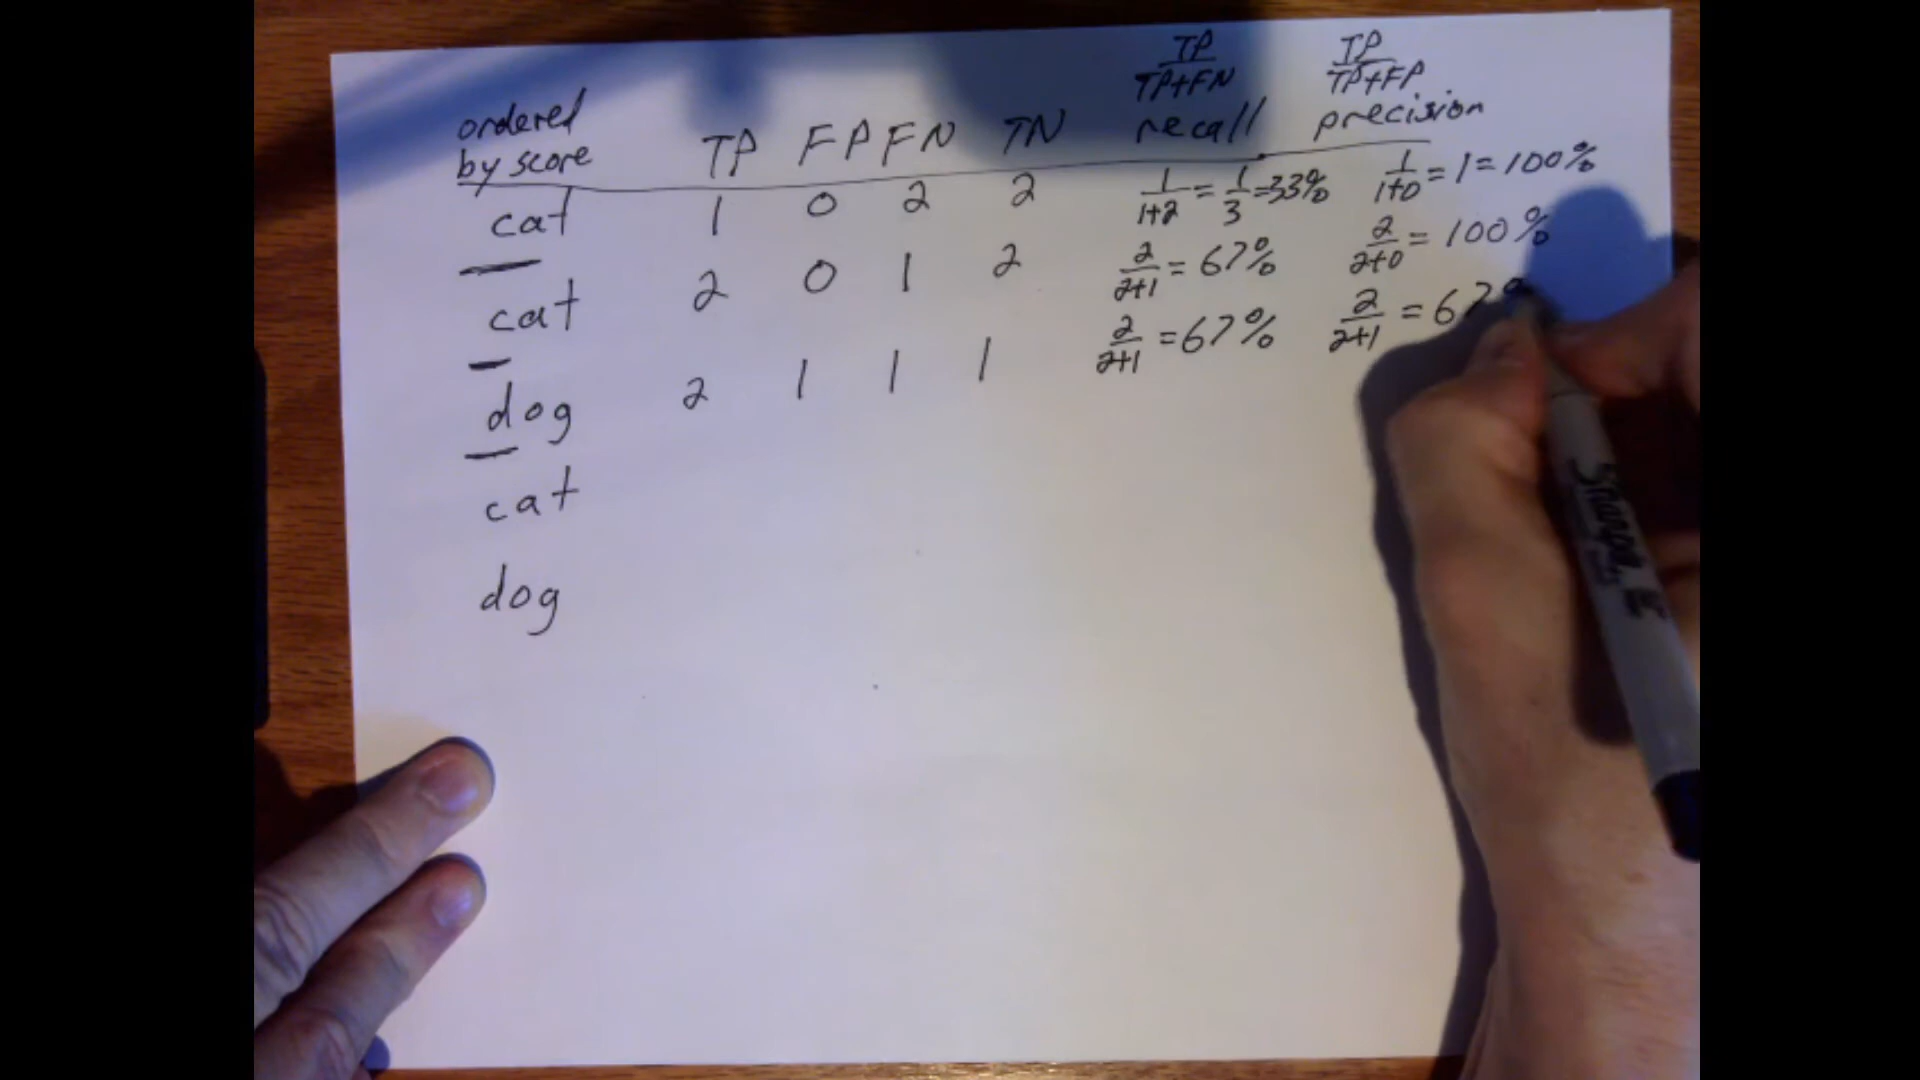 TP TP
TP+FN TP+FP
ordered
by score TP FP FN TN recall precision
cat 1 0 2 2 1/1+2 = 1/3 = 33% 1/1+0 = 1 = 100%
cat 2 0 1 2 2/2+1 = 67% 2/2+0 = 100%
dog 2 1 1 1 2/2+1 = 67% 2/2+1 = 67
cat
dog
Sharpie